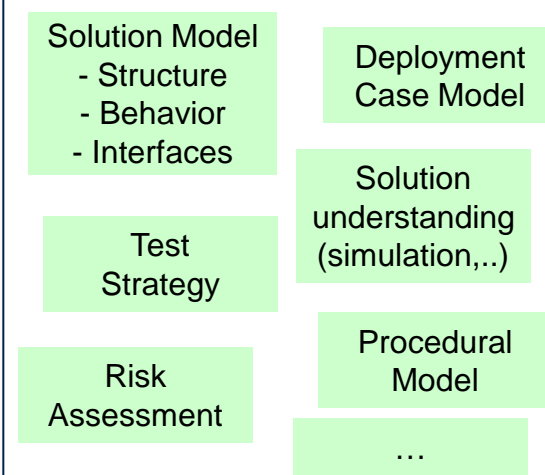 Solution Model
- Structure
- Behavior
- Interfaces
Deployment
Case Model
Solution
understanding
(simulation,..)
Test
Strategy
Procedural
Model
Risk
Assessment
…